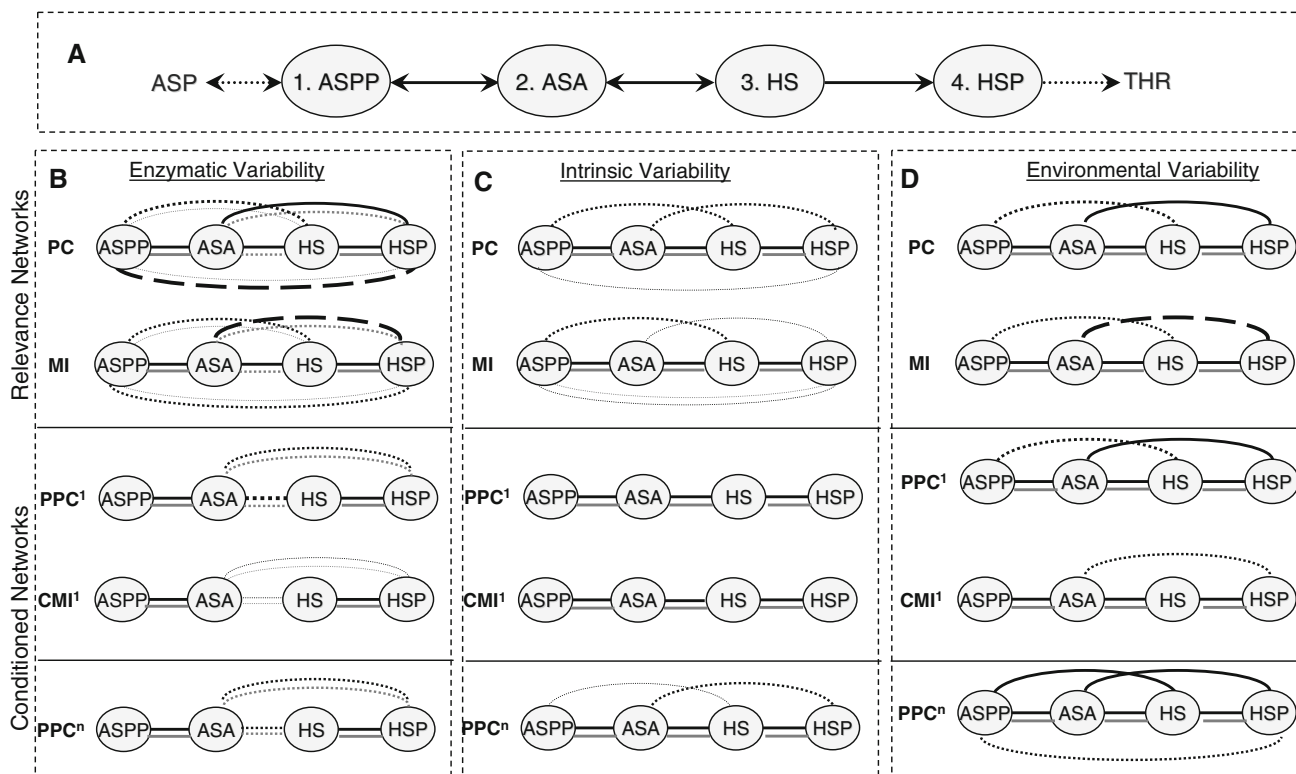 A
ASP 1. ASPP 2. ASA 3. HS 4. HSP THR
Relevance Networks
Conditioned Networks
B Enzymatic Variability
PC ASPP ASA HS HSP
MI ASPP ASA HS HSP
PPC¹ ASPP ASA HS HSP
CMI¹ ASPP ASA HS HSP
PPCⁿ ASPP ASA HS HSP
C Intrinsic Variability
PC ASPP ASA HS HSP
MI ASPP ASA HS HSP
PPC¹ ASPP ASA HS HSP
CMI¹ ASPP ASA HS HSP
PPCⁿ ASPP ASA HS HSP
D Environmental Variability
PC ASPP ASA HS HSP
MI ASPP ASA HS HSP
PPC¹ ASPP ASA HS HSP
CMI¹ ASPP ASA HS HSP
PPCⁿ ASPP ASA HS HSP